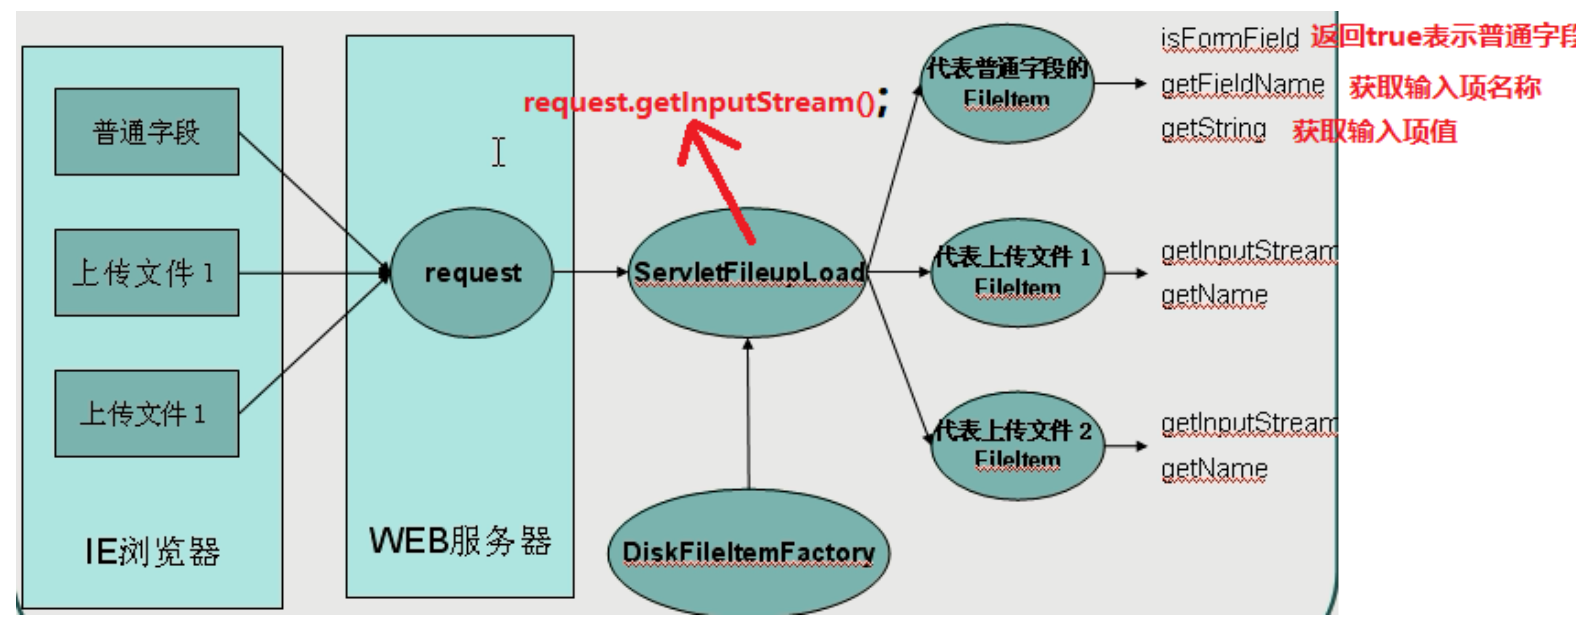 普通字段
上传文件1
上传文件1
IE浏览器
request
WEB服务器
request.getInputStream();
ServletFileupLoad
DiskFileItemFactory
代表普通字段的
FileItem
isFormField 返回true表示普通字段
getFieldName 获取输入项名称
getString 获取输入项值
代表上传文件1
FileItem
getInputStream
getName
代表上传文件2
FileItem
getInputStream
getName